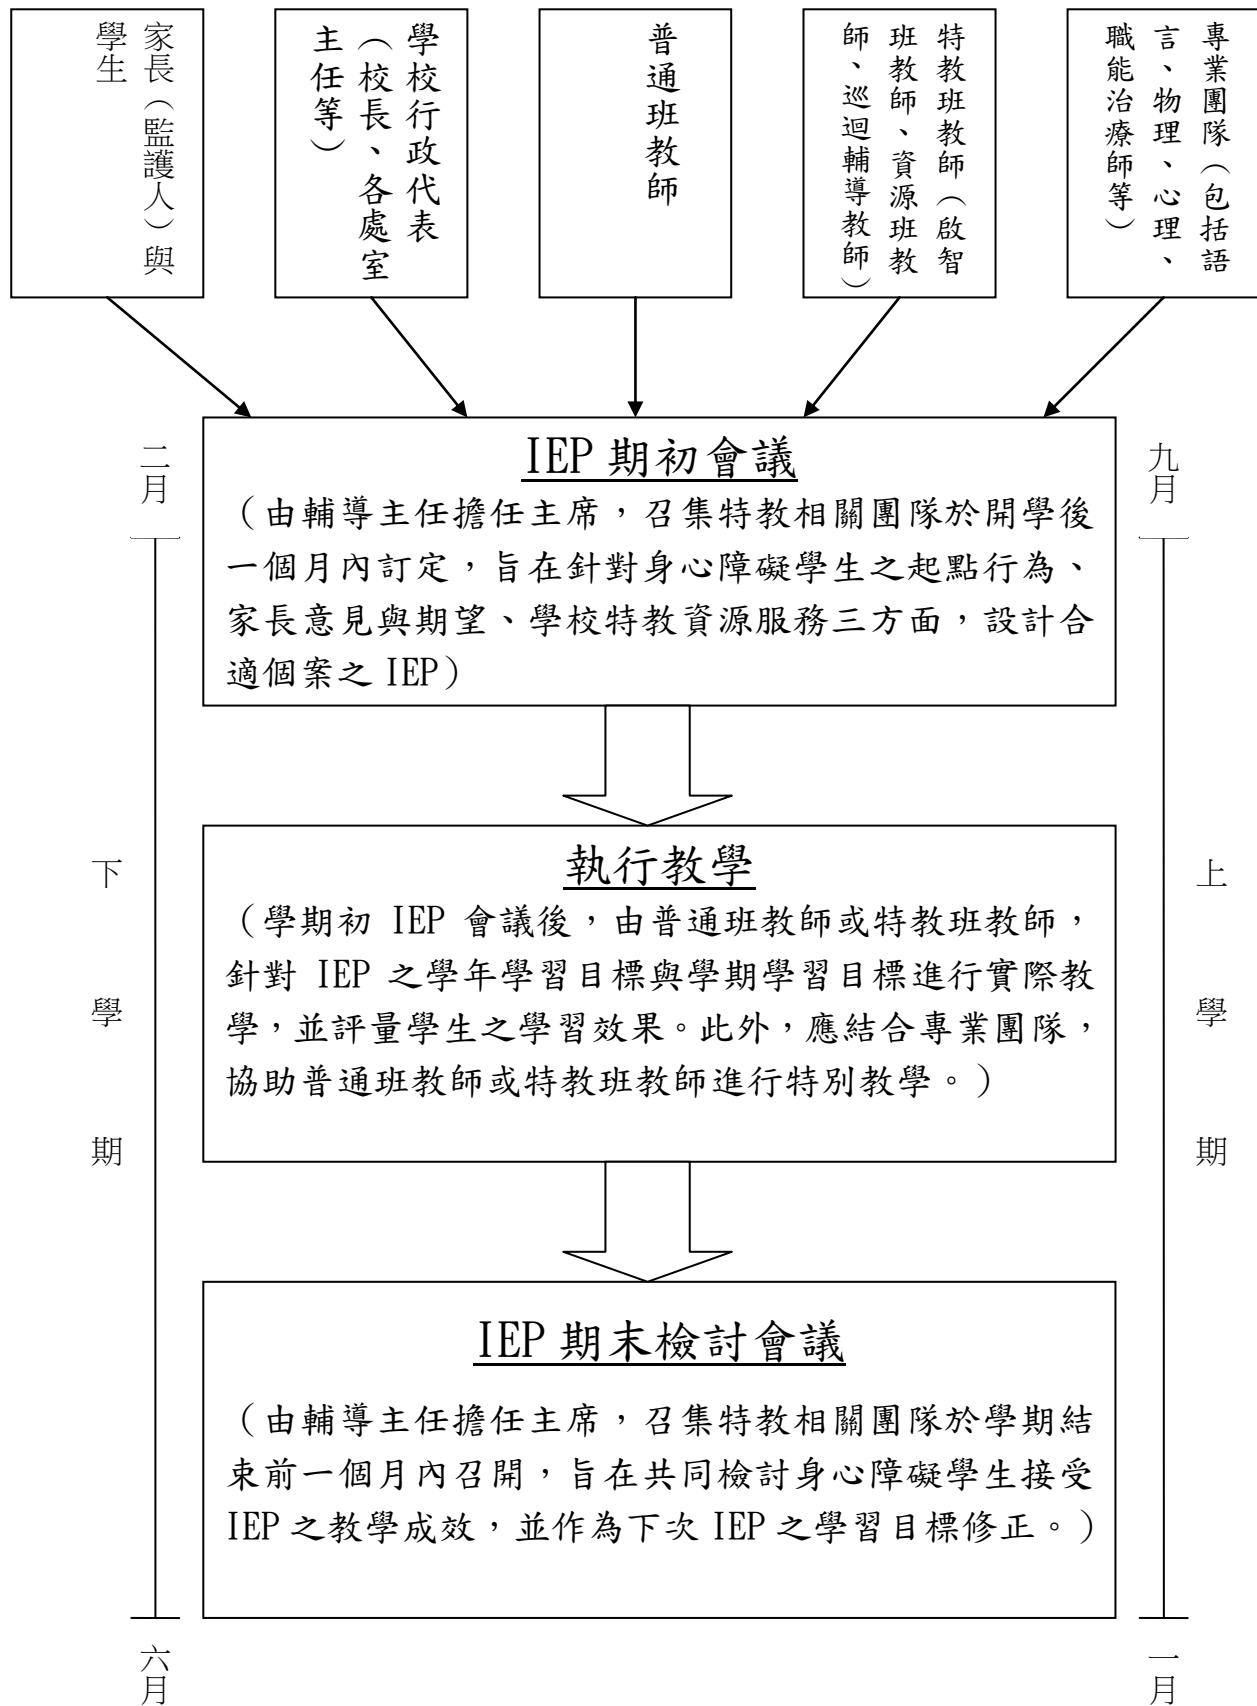 家長（監護人）與
學生
學校行政代表
（校長、各處室
主任等）
普通班教師
特教班教師（啟智
班教師、資源班教
師、巡迴輔導教師）
專業團隊（包括語
言、物理、心理、
職能治療師等）
二月
九月
IEP 期初會議
（由輔導主任擔任主席，召集特教相關團隊於開學後
一個月內訂定，旨在針對身心障礙學生之起點行為、
家長意見與期望、學校特教資源服務三方面，設計合
適個案之 IEP）
下學期
上學期
執行教學
（學期初 IEP 會議後，由普通班教師或特教班教師，
針對 IEP 之學年學習目標與學期學習目標進行實際教
學，並評量學生之學習效果。此外，應結合專業團隊，
協助普通班教師或特教班教師進行特別教學。）
IEP 期末檢討會議
（由輔導主任擔任主席，召集特教相關團隊於學期結
束前一個月內召開，旨在共同檢討身心障礙學生接受
IEP 之教學成效，並作為下次 IEP 之學習目標修正。）
六月
一月